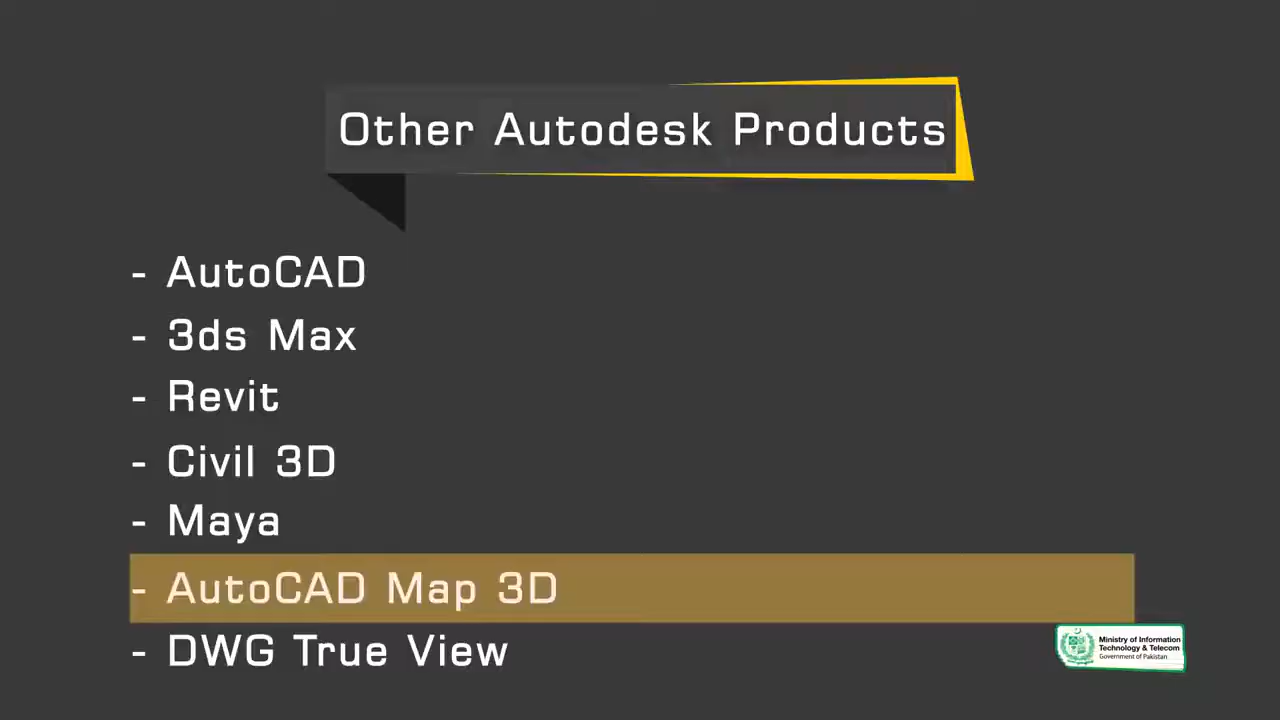 Other Autodesk Products
- AutoCAD
- 3ds Max
- Revit
- Civil 3D
- Maya
- AutoCAD Map 3D
- DWG True View
Ministry of Information
Technology & Telecom
Government of Pakistan